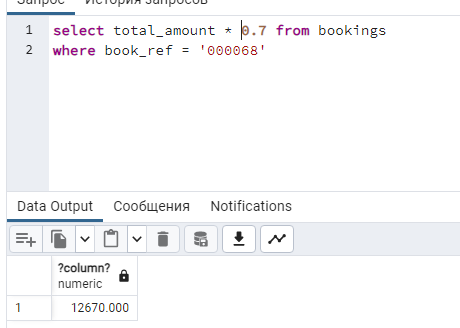 Запрос История запросов
1 select total_amount * 0.7 from bookings
2 where book_ref = '000068'
Data Output Сообщения Notifications
?column?
numeric
1 12670.000